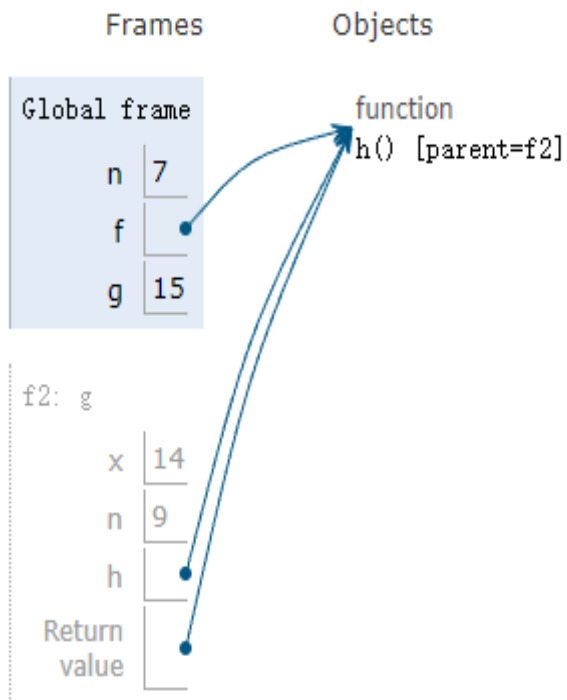 Frames Objects
Global frame
function
h() [parent=f2]
n 7
f
g 15
f2: g
x 14
n 9
h
Return
value